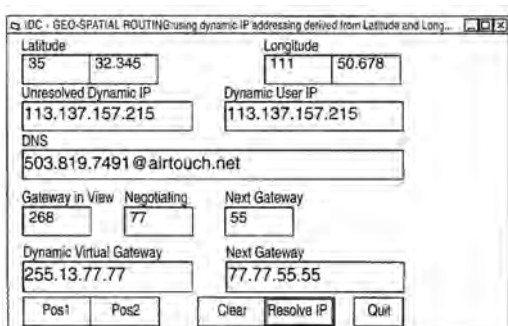 IDC - GEO-SPATIAL ROUTING using dynamic IP addressing derived from Latitude and Long...
Latitude Longitude
35 32.345 111 50.678
Unresolved Dynamic IP Dynamic User IP
113.137.157.215 113.137.157.215
DNS
503.819.7491@airtouch.net
Gateway in View Negotiating Next Gateway
268 77 55
Dynamic Virtual Gateway Next Gateway
255.13.77.77 77.77.55.55
Pos1 Pos2 Clear Resolve IP Quit